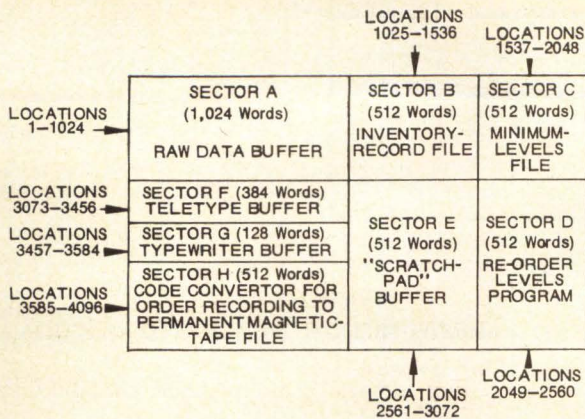 LOCATIONS
1025–1536
LOCATIONS
1537–2048
LOCATIONS
1–1024
SECTOR A
(1,024 Words)
RAW DATA BUFFER
SECTOR B
(512 Words)
INVENTORY-
RECORD FILE
SECTOR C
(512 Words)
MINIMUM-
LEVELS
FILE
LOCATIONS
3073–3456
SECTOR F (384 Words)
TELETYPE BUFFER
LOCATIONS
3457–3584
SECTOR G (128 Words)
TYPEWRITER BUFFER
LOCATIONS
3585–4096
SECTOR H (512 Words)
CODE CONVERTOR FOR
ORDER RECORDING TO
PERMANENT MAGNETIC-
TAPE FILE
SECTOR E
(512 Words)
"SCRATCH-
PAD"
BUFFER
SECTOR D
(512 Words)
RE-ORDER
LEVELS
PROGRAM
LOCATIONS
2561–3072
LOCATIONS
2049–2560